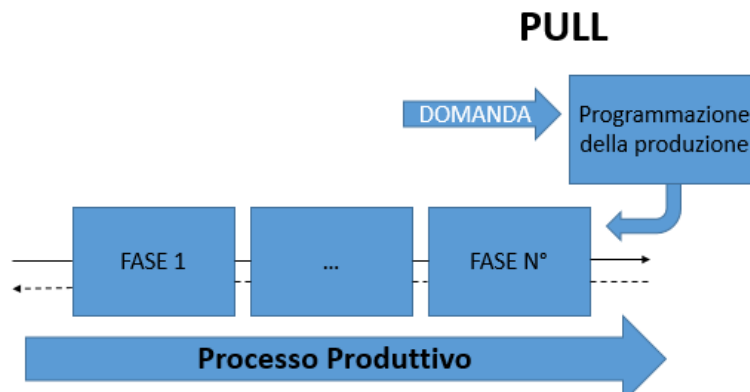 PULL
DOMANDA
Programmazione
della produzione
FASE 1
...
FASE N°
Processo Produttivo